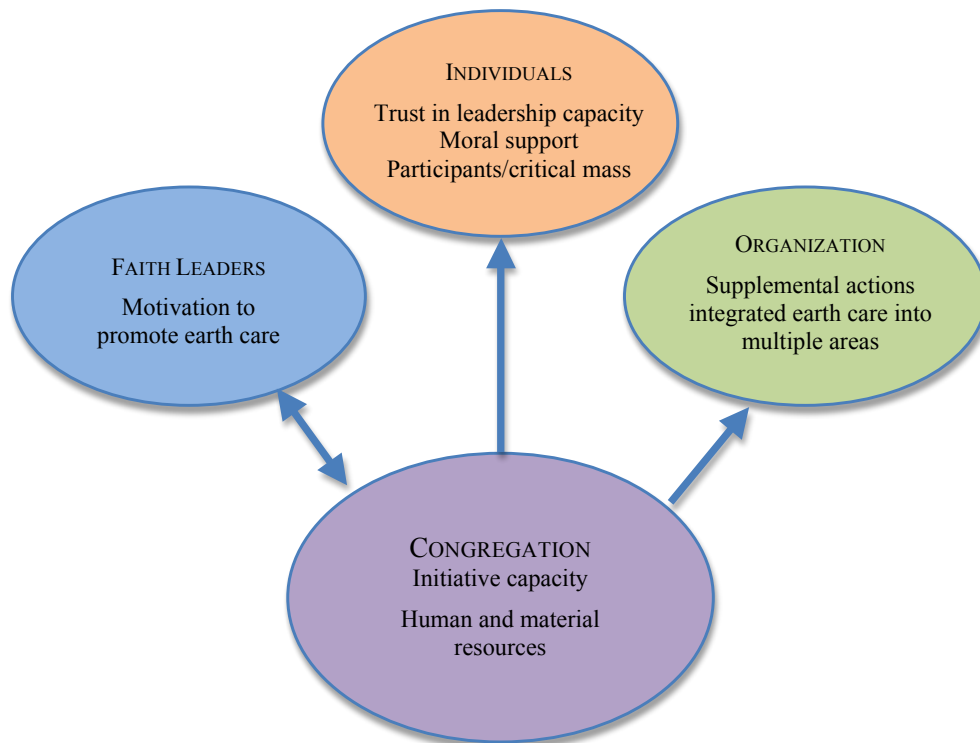 INDIVIDUALS
Trust in leadership capacity
Moral support
Participants/critical mass
FAITH LEADERS
Motivation to
promote earth care
ORGANIZATION
Supplemental actions
integrated earth care into
multiple areas
CONGREGATION
Initiative capacity
Human and material
resources